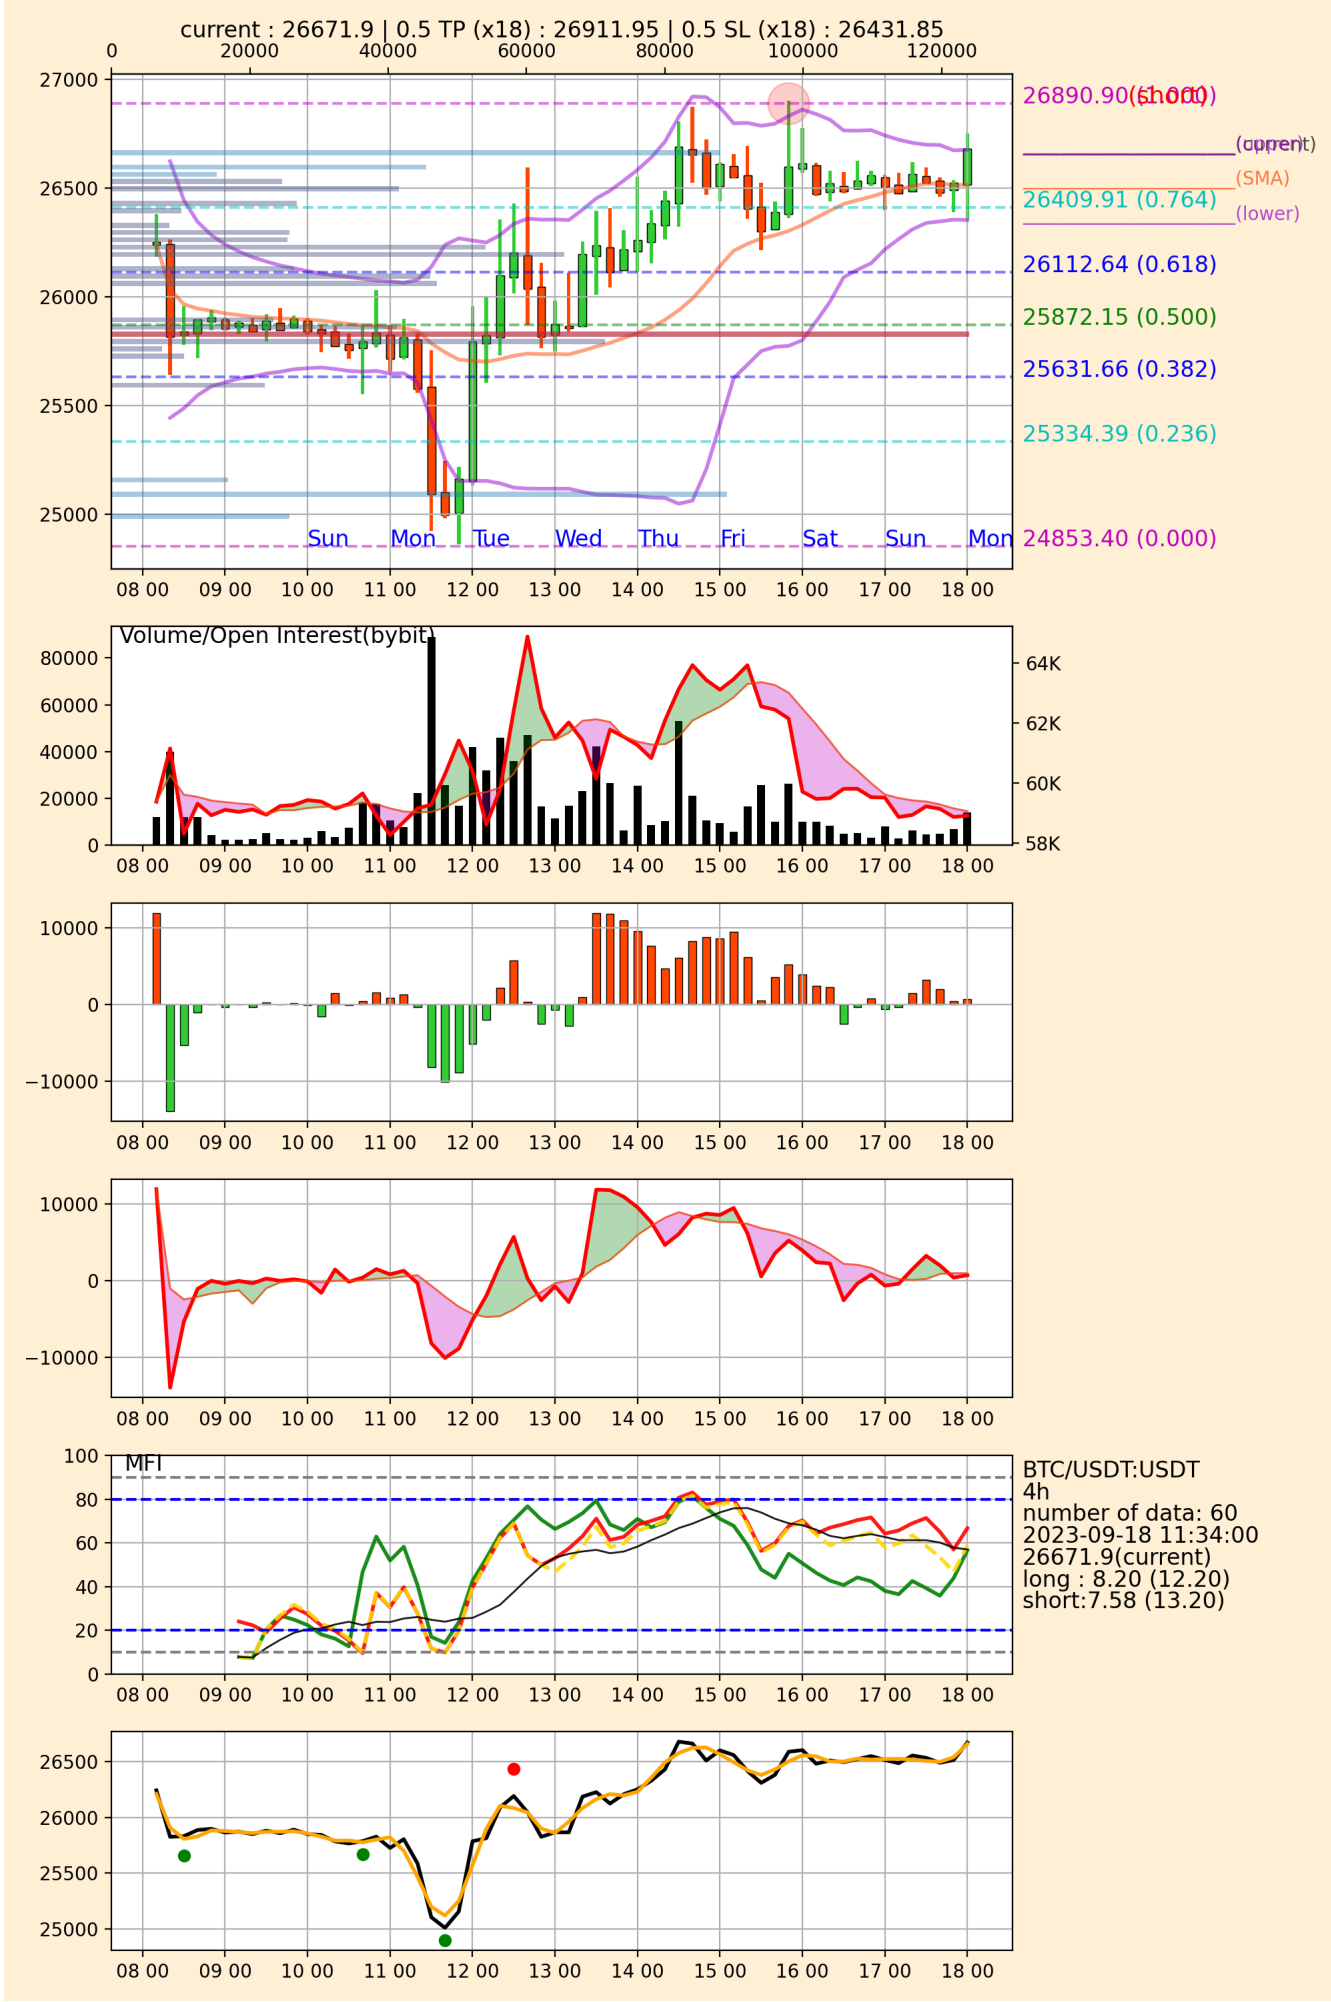 current : 26671.9 | 0.5 TP (x18) : 26911.95 | 0.5 SL (x18) : 26431.85
0 20000 40000 60000 80000 100000 120000
27000
26500
26000
25500
25000
26890.90 (1.000)
(short)
(upper)
(current)
(SMA)
26409.91 (0.764)
(lower)
26112.64 (0.618)
25872.15 (0.500)
25631.66 (0.382)
25334.39 (0.236)
24853.40 (0.000)
Sun Mon Tue Wed Thu Fri Sat Sun Mon
08 00 09 00 10 00 11 00 12 00 13 00 14 00 15 00 16 00 17 00 18 00
Volume/Open Interest(bybit)
80000
60000
40000
20000
0
64K
62K
60K
58K
08 00 09 00 10 00 11 00 12 00 13 00 14 00 15 00 16 00 17 00 18 00
10000
0
−10000
08 00 09 00 10 00 11 00 12 00 13 00 14 00 15 00 16 00 17 00 18 00
10000
0
−10000
08 00 09 00 10 00 11 00 12 00 13 00 14 00 15 00 16 00 17 00 18 00
MFI
100
80
60
40
20
0
08 00 09 00 10 00 11 00 12 00 13 00 14 00 15 00 16 00 17 00 18 00
BTC/USDT:USDT
4h
number of data: 60
2023-09-18 11:34:00
26671.9(current)
long : 8.20 (12.20)
short:7.58 (13.20)
26500
26000
25500
25000
08 00 09 00 10 00 11 00 12 00 13 00 14 00 15 00 16 00 17 00 18 00